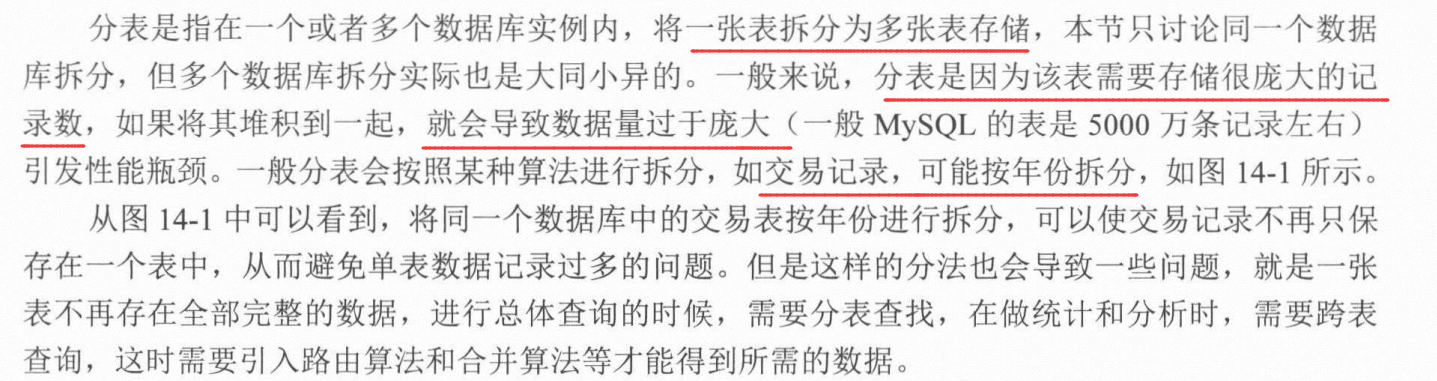 分表是指在一个或者多个数据库实例内，将一张表拆分为多张表存储，本节只讨论同一个数据
库拆分，但多个数据库拆分实际也是大同小异的。一般来说，分表是因为该表需要存储很庞大的记
录数，如果将其堆积到一起，就会导致数据量过于庞大（一般 MySQL 的表是 5000 万条记录左右）
引发性能瓶颈。一般分表会按照某种算法进行拆分，如交易记录，可能按年份拆分，如图 14-1 所示。
从图 14-1 中可以看到，将同一个数据库中的交易表按年份进行拆分，可以使交易记录不再只保
存在一个表中，从而避免单表数据记录过多的问题。但是这样的分法也会导致一些问题，就是一张
表不再存在全部完整的数据，进行总体查询的时候，需要分表查找，在做统计和分析时，需要跨表
查询，这时需要引入路由算法和合并算法等才能得到所需的数据。